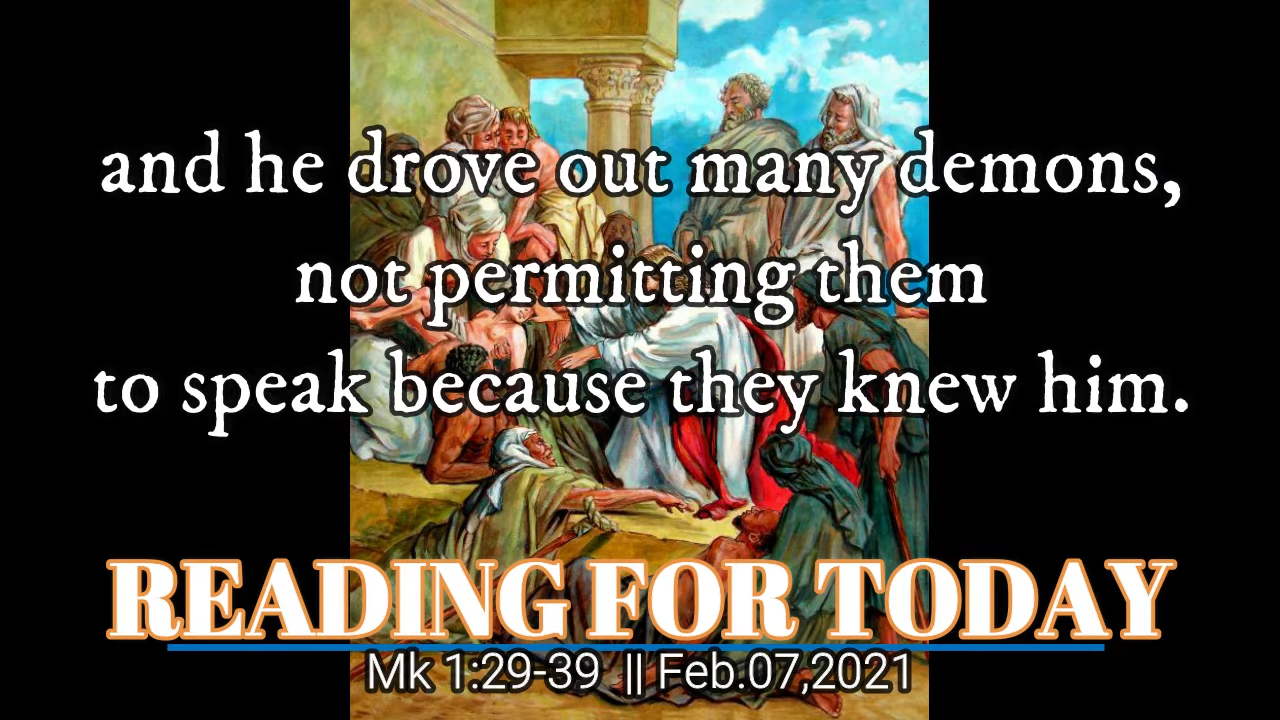 and he drove out many demons,
not permitting them
to speak because they knew him.
READING FOR TODAY
Mk 1:29-39 || Feb.07,2021